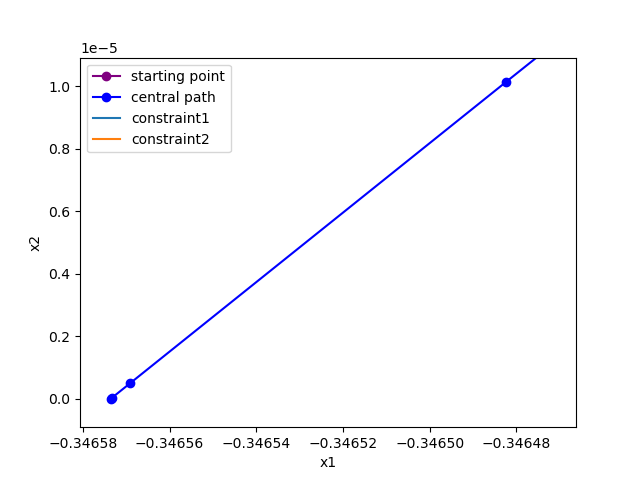 1e−5
starting point
central path
constraint1
constraint2
1.0
0.8
0.6
0.4
0.2
0.0
x2
−0.34658
−0.34656
−0.34654
−0.34652
−0.34650
−0.34648
x1